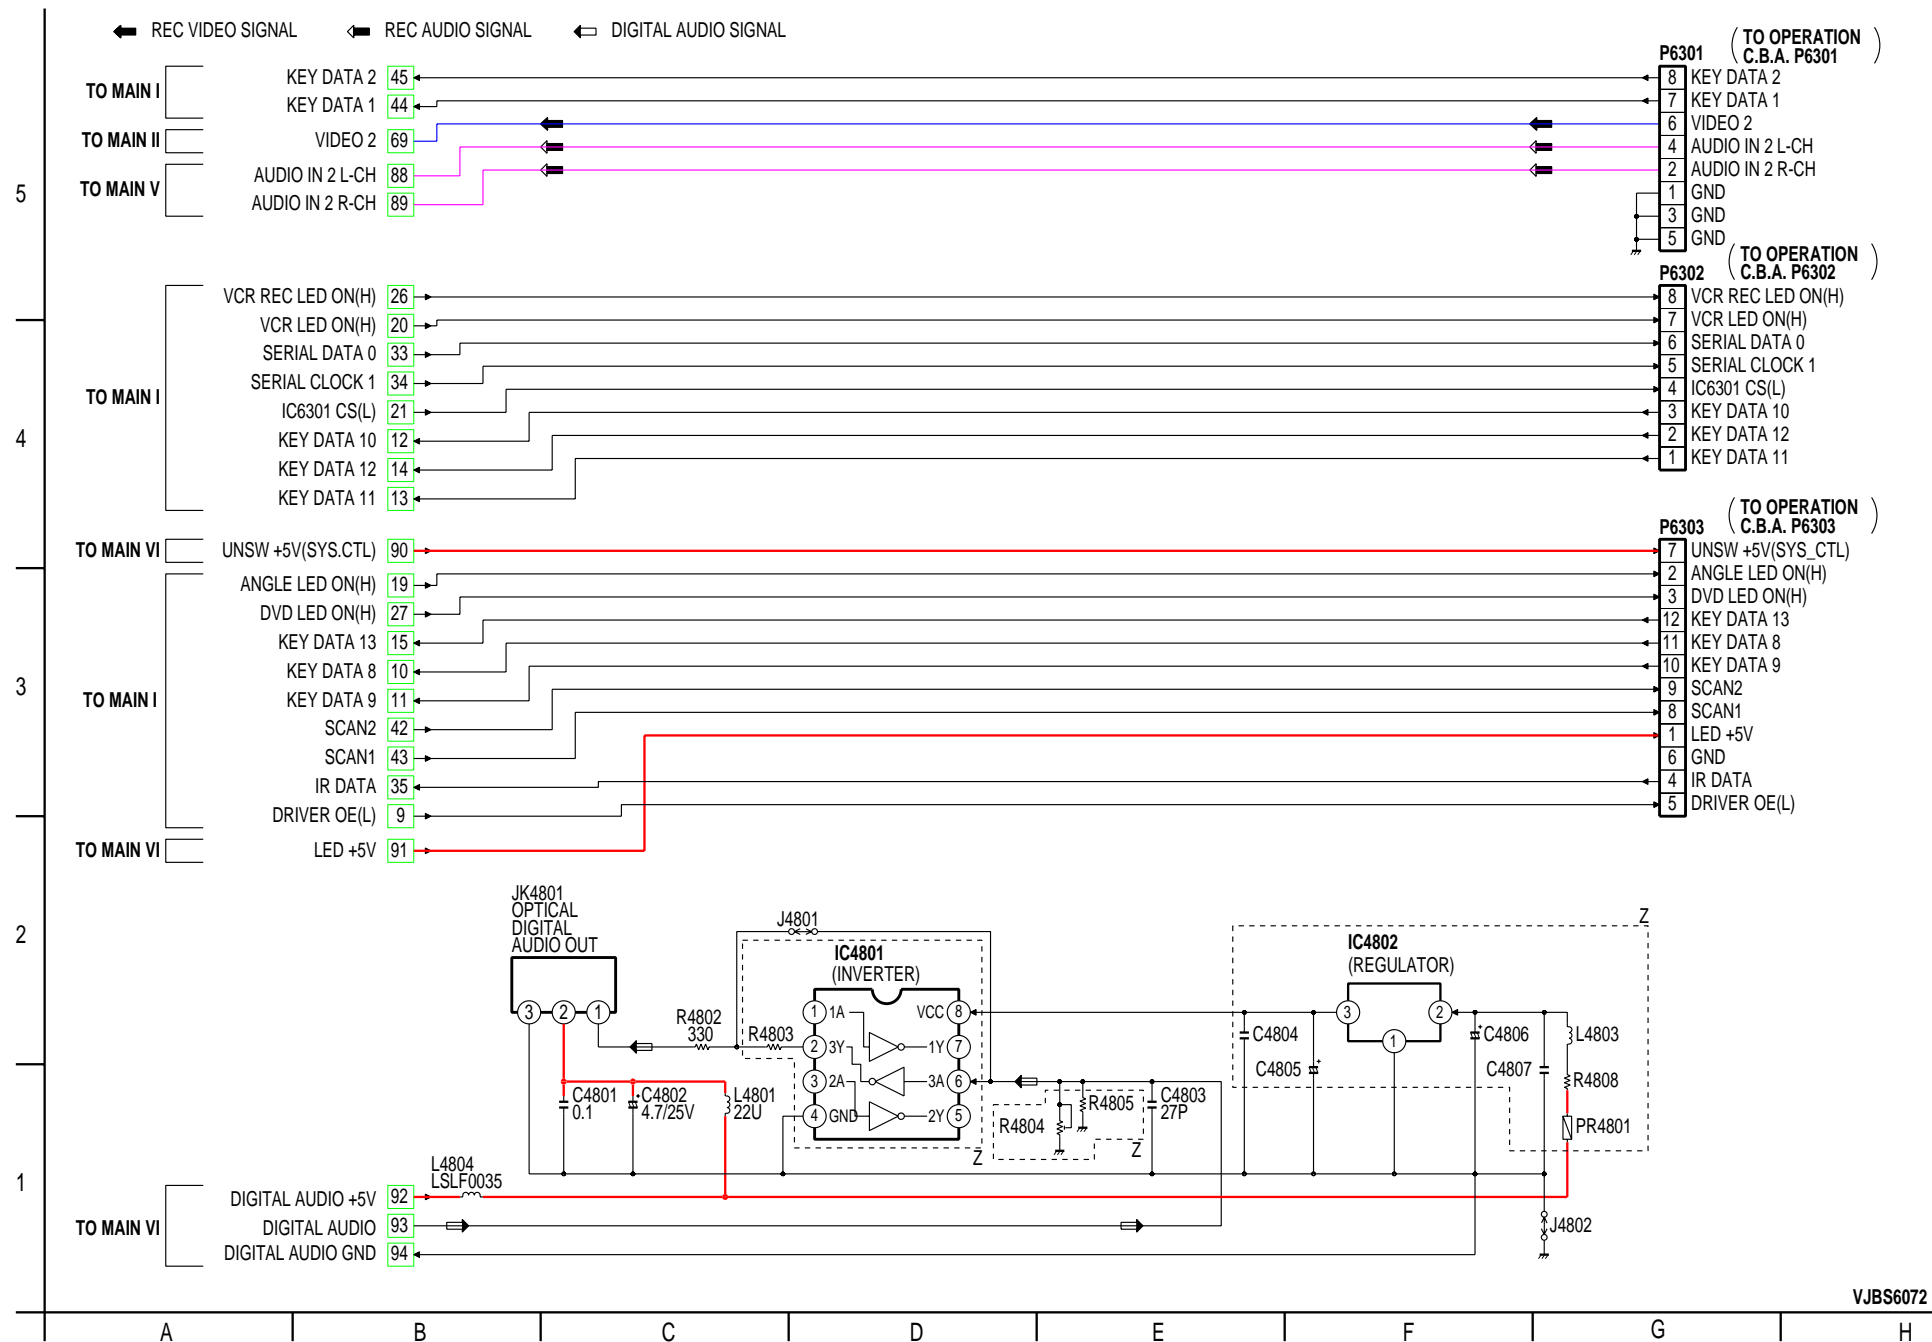 REC VIDEO SIGNAL REC AUDIO SIGNAL DIGITAL AUDIO SIGNAL
P6301 (TO OPERATION
C.B.A. P6301)
TO MAIN I KEY DATA 2 45 8 KEY DATA 2
KEY DATA 1 44 7 KEY DATA 1
TO MAIN II VIDEO 2 69 6 VIDEO 2
4 AUDIO IN 2 L-CH
TO MAIN V AUDIO IN 2 L-CH 88 2 AUDIO IN 2 R-CH
5 AUDIO IN 2 R-CH 89 1 GND
3 GND
5 GND
P6302 (TO OPERATION
C.B.A. P6302)
VCR REC LED ON(H) 26 8 VCR REC LED ON(H)
VCR LED ON(H) 20 7 VCR LED ON(H)
SERIAL DATA 0 33 6 SERIAL DATA 0
SERIAL CLOCK 1 34 5 SERIAL CLOCK 1
TO MAIN I IC6301 CS(L) 21 4 IC6301 CS(L)
4 KEY DATA 10 12 3 KEY DATA 10
KEY DATA 12 14 2 KEY DATA 12
KEY DATA 11 13 1 KEY DATA 11
P6303 (TO OPERATION
C.B.A. P6303)
TO MAIN VI UNSW +5V(SYS.CTL) 90 7 UNSW +5V(SYS_CTL)
ANGLE LED ON(H) 19 2 ANGLE LED ON(H)
DVD LED ON(H) 27 3 DVD LED ON(H)
KEY DATA 13 15 12 KEY DATA 13
KEY DATA 8 10 11 KEY DATA 8
3 TO MAIN I KEY DATA 9 11 10 KEY DATA 9
SCAN2 42 9 SCAN2
SCAN1 43 8 SCAN1
1 LED +5V
6 GND
IR DATA 35 4 IR DATA
DRIVER OE(L) 9 5 DRIVER OE(L)
TO MAIN VI LED +5V 91
JK4801
OPTICAL
DIGITAL
AUDIO OUT
2
J4801
Z
IC4801
(INVERTER)
IC4802
(REGULATOR)
3 2 1
R4802
330
R4803
1 1A VCC 8
2 3Y 1Y 7
3 2A 3A 6
4 GND 2Y 5
Z
C4804
C4805
3 2
1
C4806
C4807
L4803
R4808
PR4801
C4801
0.1
C4802
4.7/25V
L4801
22U
R4804
R4805
C4803
27P
Z
1
L4804
LSLF0035
TO MAIN VI DIGITAL AUDIO +5V 92
DIGITAL AUDIO 93
DIGITAL AUDIO GND 94
J4802
VJBS6072
A B C D E F G H